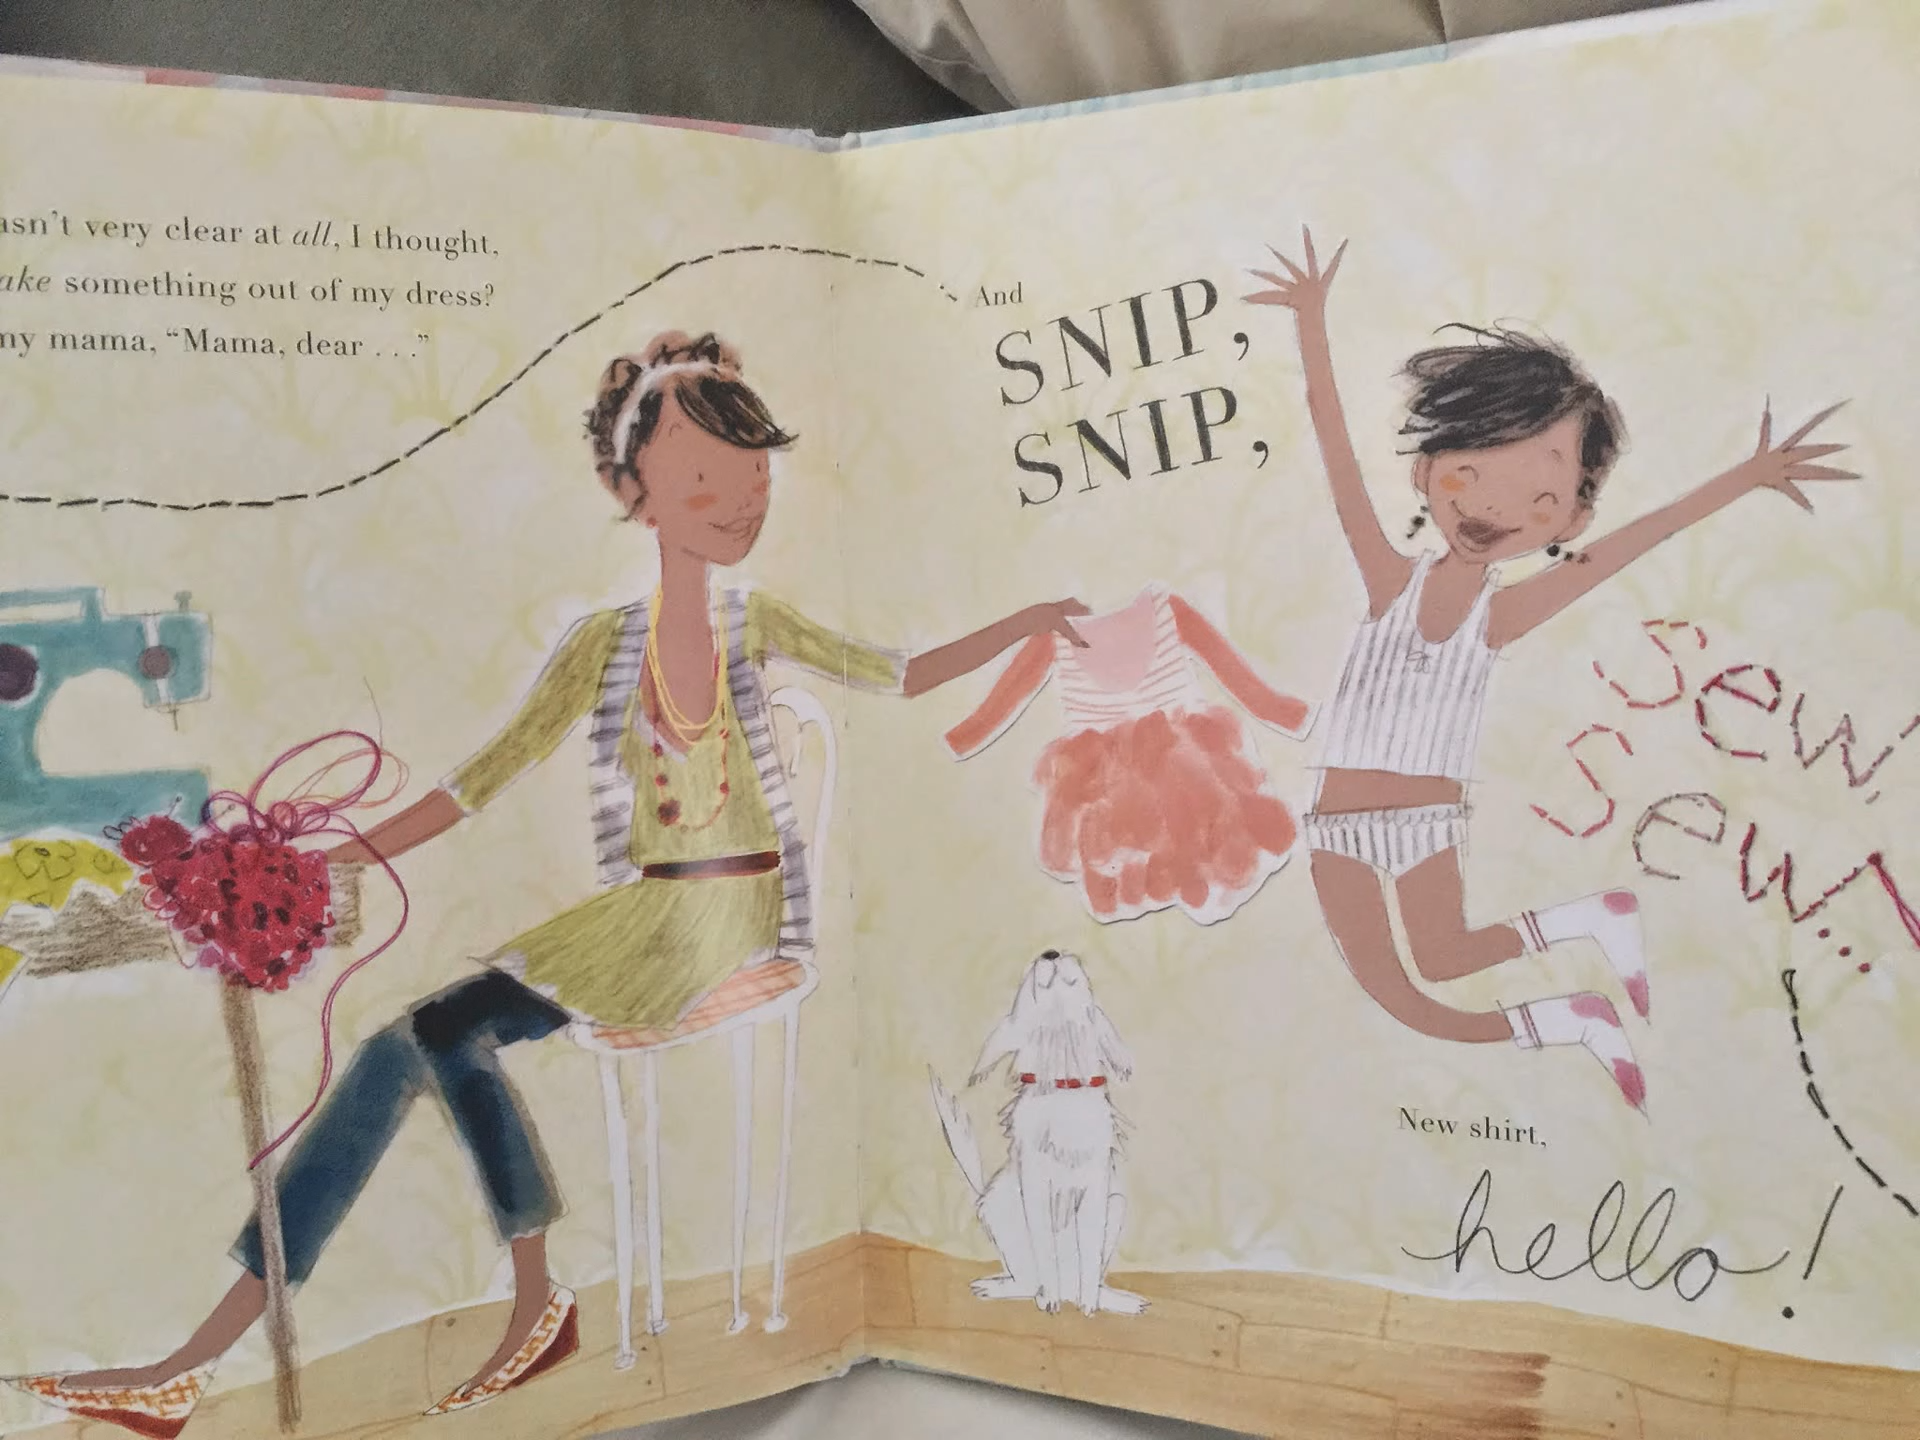 asn't very clear at all, I thought,
ake something out of my dress?
my mama, “Mama, dear . . .”
And
SNIP,
SNIP,
sew,
sew...
New shirt,
hello!